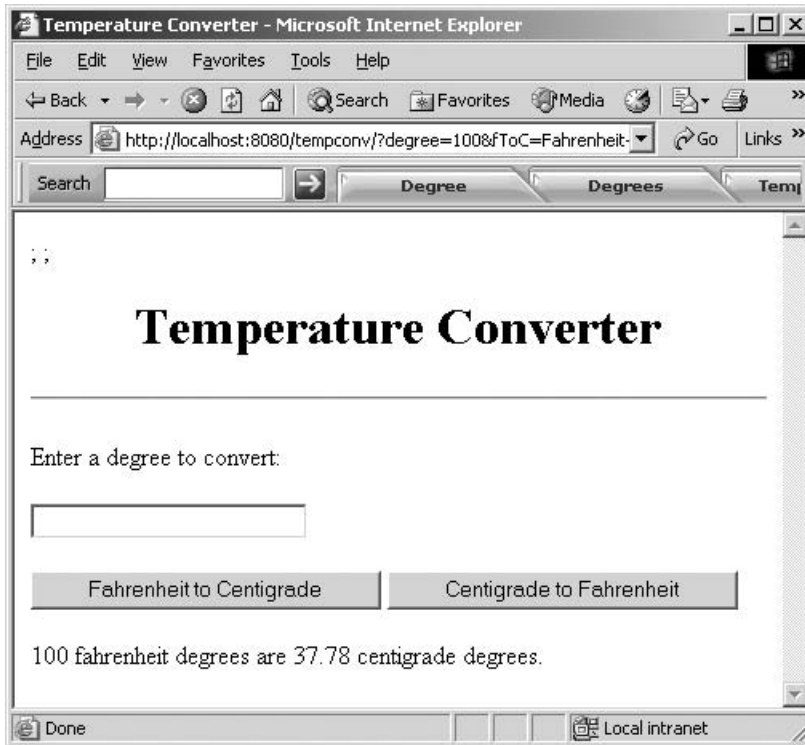 Temperature Converter - Microsoft Internet Explorer
File Edit View Favorites Tools Help
Back Search Favorites Media »
Address http://localhost:8080/tempconv/?degree=100&fToC=Fahrenheit- Go Links »
Search Degree Degrees
; ;
Temperature Converter
Enter a degree to convert:
Fahrenheit to Centigrade Centigrade to Fahrenheit
100 fahrenheit degrees are 37.78 centigrade degrees.
Done Local intranet